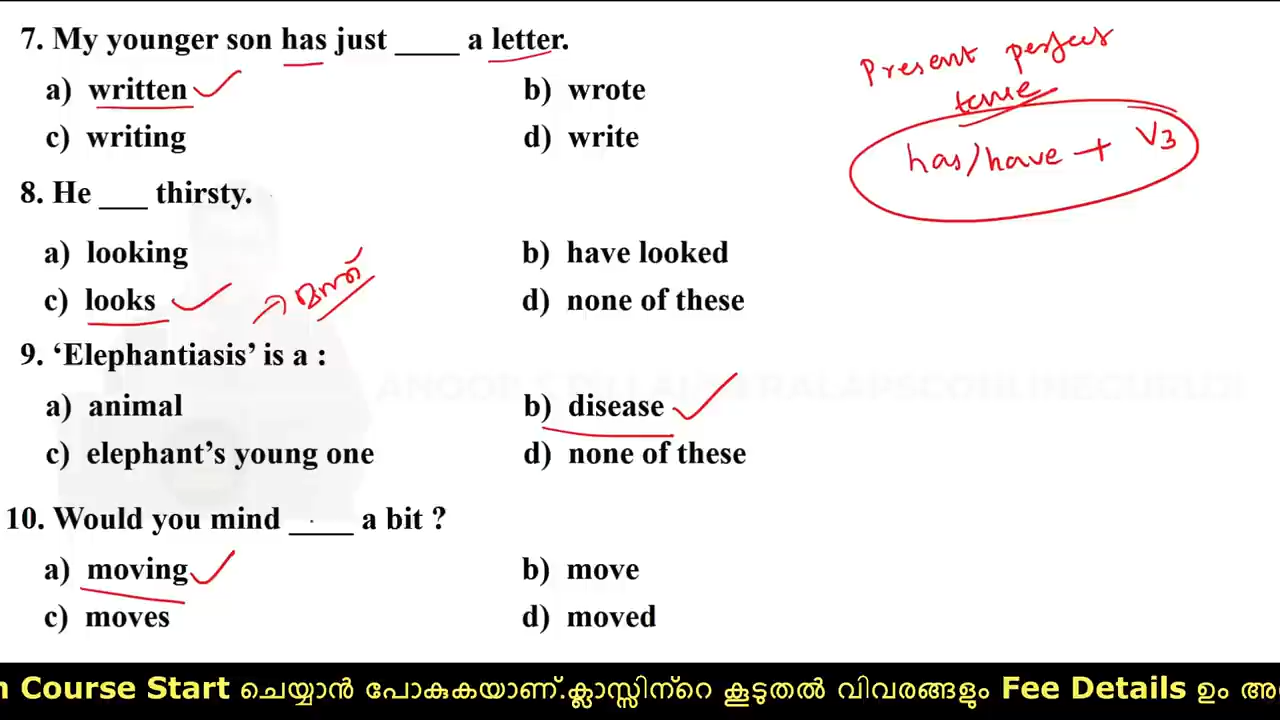 7. My younger son has just ____ a letter.
a) written
b) wrote
c) writing
d) write
Present perfect
tense
has/have + V3
8. He ___ thirsty.
a) looking
b) have looked
c) looks
d) none of these
9. ‘Elephantiasis’ is a :
a) animal
b) disease
c) elephant’s young one
d) none of these
10. Would you mind ____ a bit ?
a) moving
b) move
c) moves
d) moved
Course Start ചെയ്യാൻ പോകുകയാണ്.ക്ലാസ്സിന്റെ കൂടുതൽ വിവരങ്ങളും Fee Details ഉം